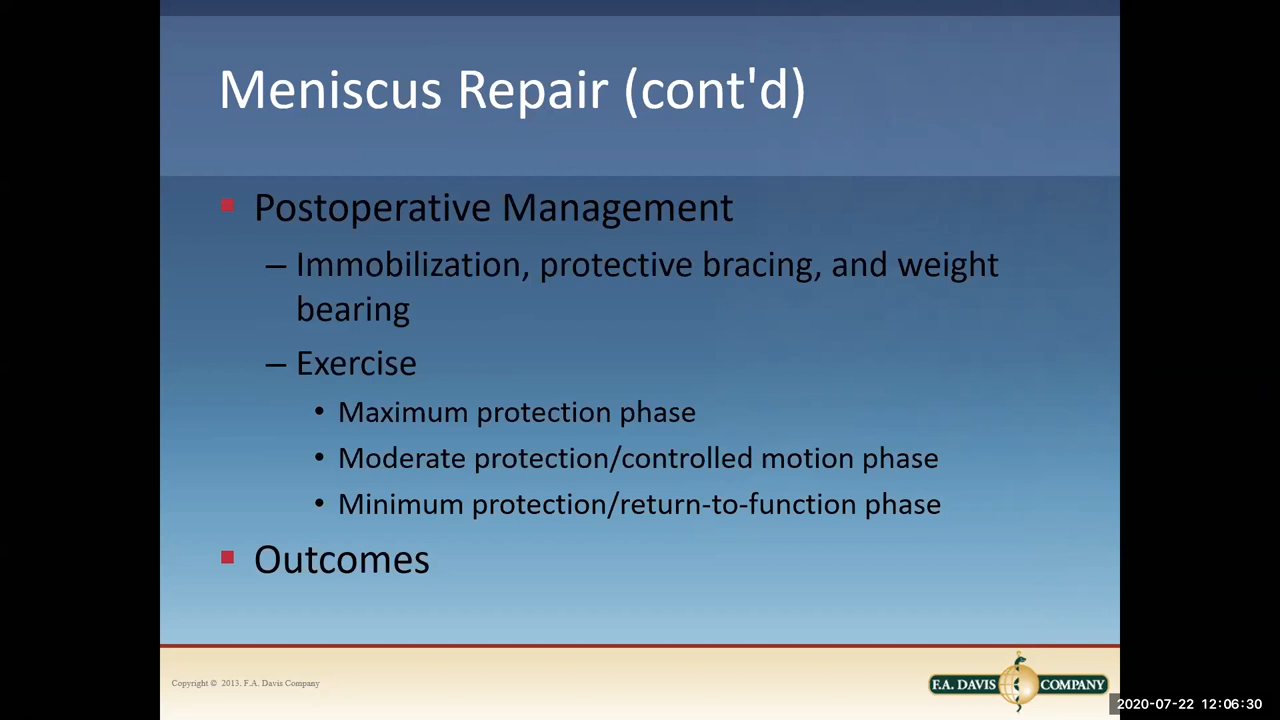 Meniscus Repair (cont'd)
▪ Postoperative Management
– Immobilization, protective bracing, and weight
bearing
– Exercise
• Maximum protection phase
• Moderate protection/controlled motion phase
• Minimum protection/return-to-function phase
▪ Outcomes
Copyright © 2013. F.A. Davis Company
F.A. DAVIS COMPANY
2020-07-22 12:06:30